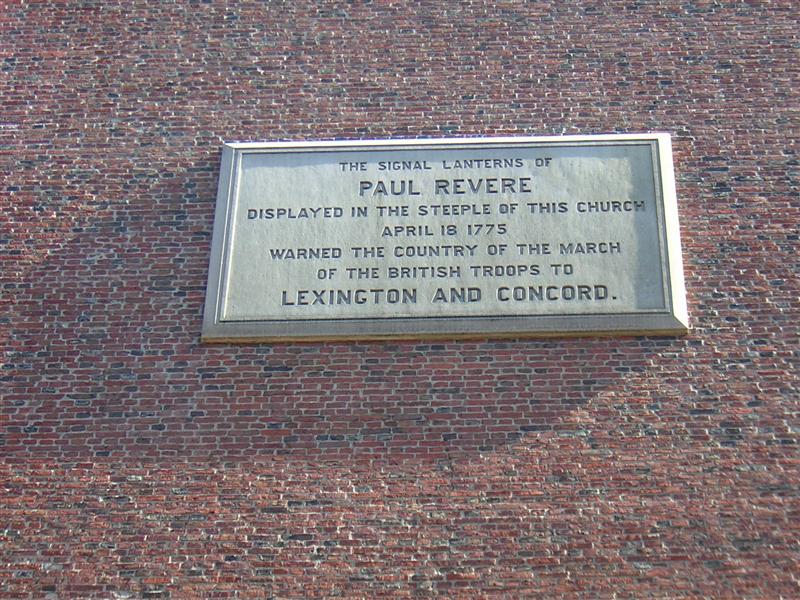 THE SIGNAL LANTERNS OF
PAUL REVERE
DISPLAYED IN THE STEEPLE OF THIS CHURCH
APRIL 18 1775
WARNED THE COUNTRY OF THE MARCH
OF THE BRITISH TROOPS TO
LEXINGTON AND CONCORD.